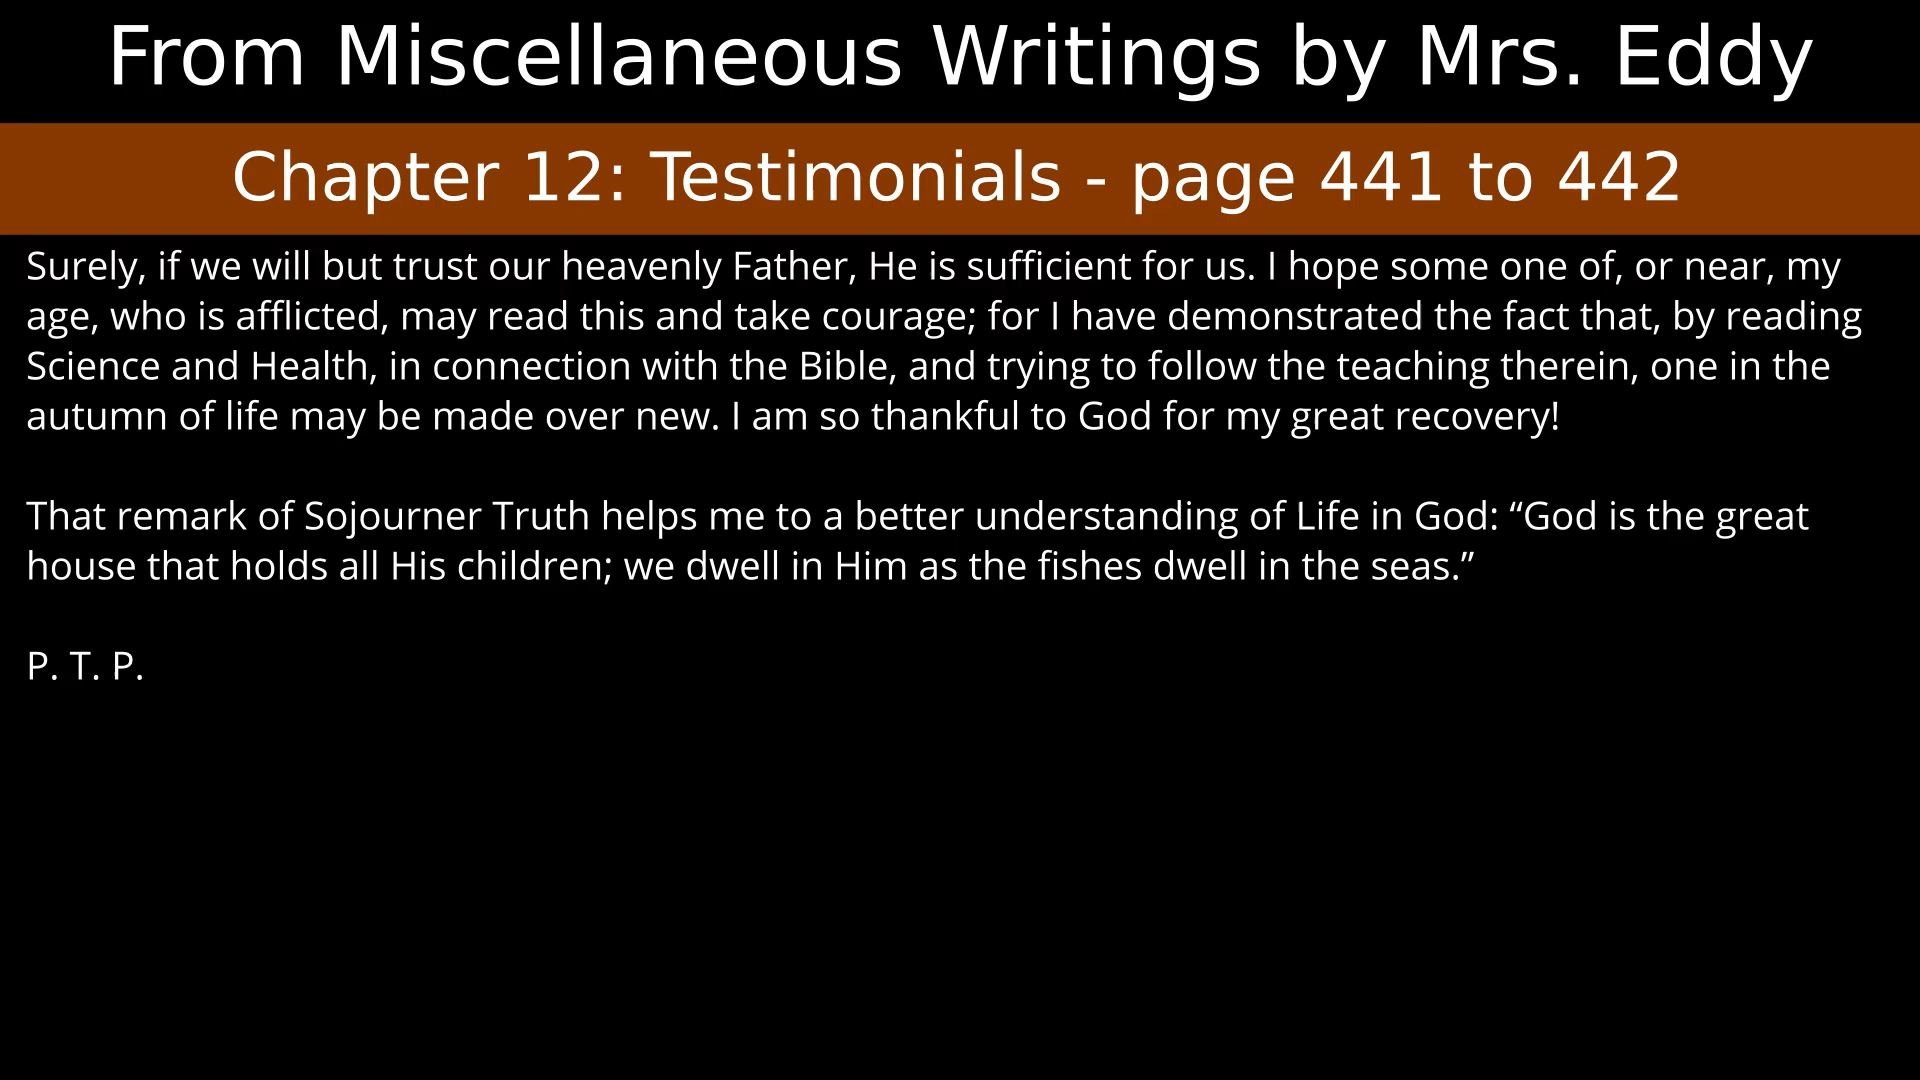 From Miscellaneous Writings by Mrs. Eddy
Chapter 12: Testimonials - page 441 to 442
Surely, if we will but trust our heavenly Father, He is sufficient for us. I hope some one of, or near, my
age, who is afflicted, may read this and take courage; for I have demonstrated the fact that, by reading
Science and Health, in connection with the Bible, and trying to follow the teaching therein, one in the
autumn of life may be made over new. I am so thankful to God for my great recovery!
That remark of Sojourner Truth helps me to a better understanding of Life in God: “God is the great
house that holds all His children; we dwell in Him as the fishes dwell in the seas.”
P. T. P.